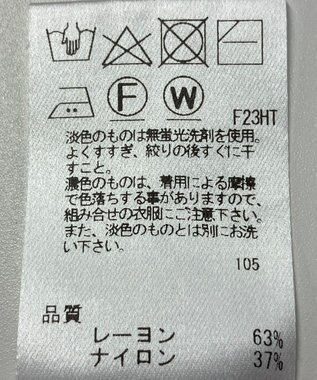 F W
F23HT
淡色のものは無蛍光洗剤を使用。
よくすすぎ、絞りの後すぐに干
すこと。
濃色のものは、着用による摩擦
で色落ちする事がありますので、
組み合せの衣服にご注意下さい。
また、淡色のものとは別にお洗
い下さい。
105
品質
レーヨン 63%
ナイロン 37%